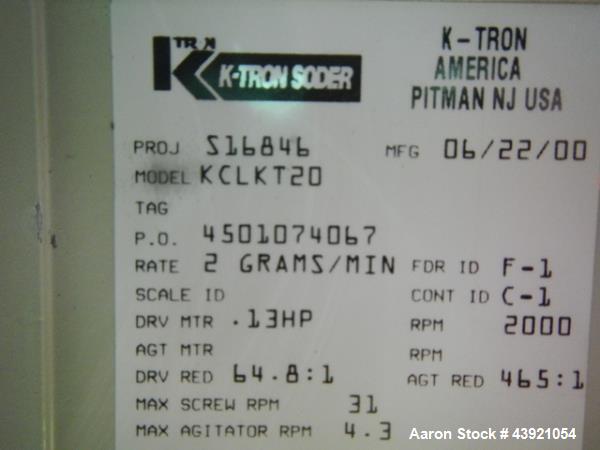 K-TRON
K-TRON SODER
K-TRON
AMERICA
PITMAN NJ USA
PROJ S16846 MFG 06/22/00
MODEL KCLKT20
TAG
P.O. 4501074067
RATE 2 GRAMS/MIN FDR ID F-1
SCALE ID CONT ID C-1
DRV MTR .13HP RPM 2000
AGT MTR RPM
DRV RED 64.8:1 AGT RED 465:1
MAX SCREW RPM 31
MAX AGITATOR RPM 4.3
Aaron Stock # 43921054